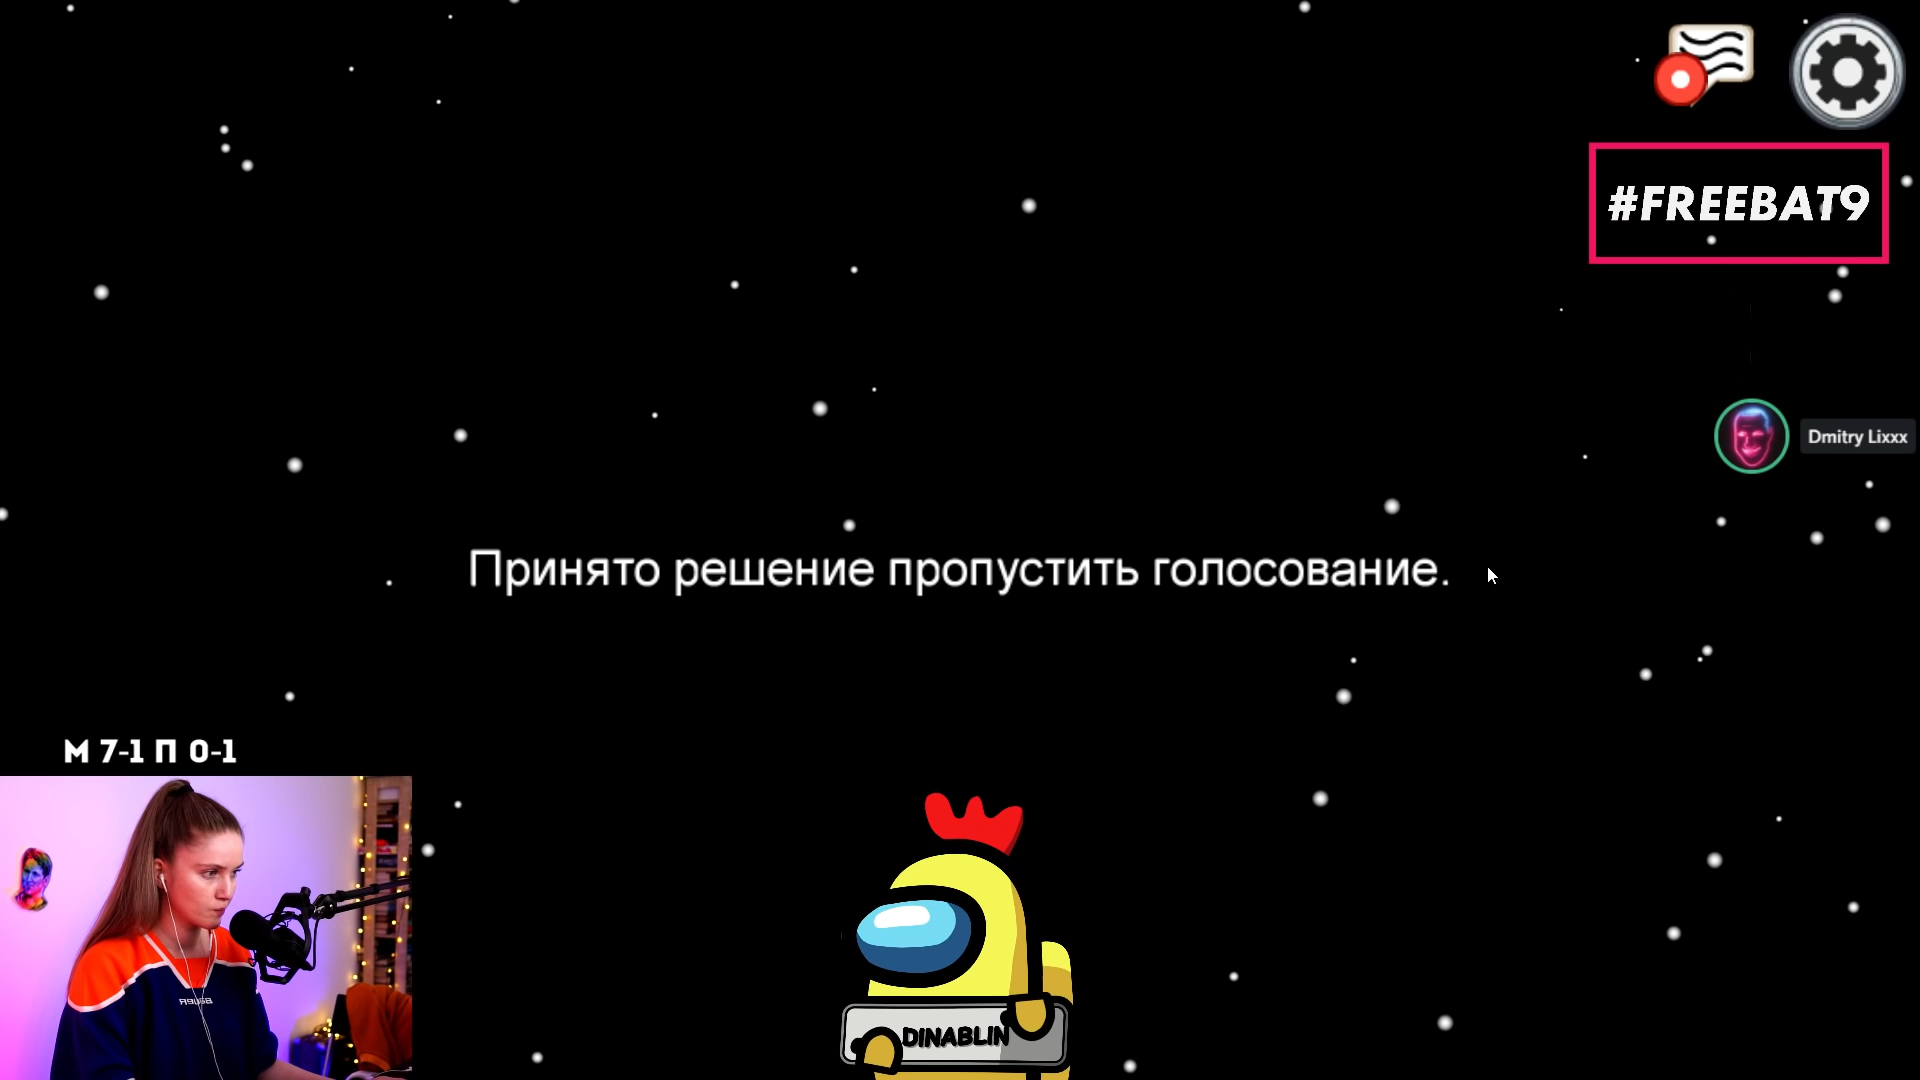 #FREEBAT9
Dmitry Lixxx
Принято решение пропустить голосование.
М 7-1 П 0-1
DINABLIN